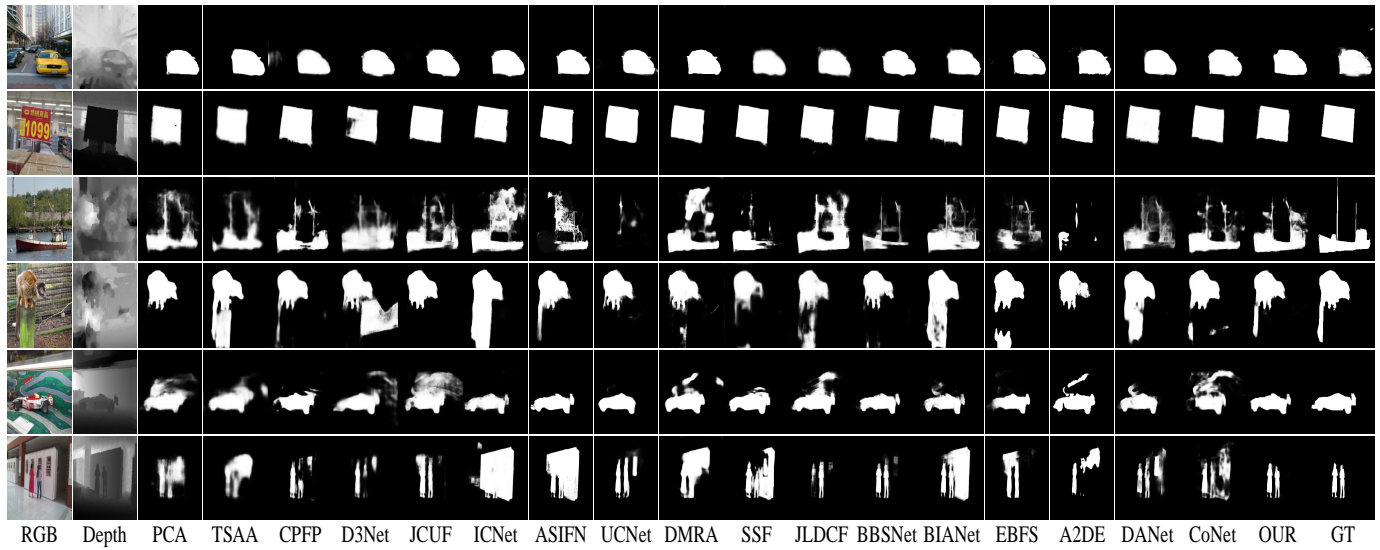 1099
RGB Depth PCA TSAA CPFP D3Net JCUF ICNet ASIFN UCNet DMRA SSF JLDCF BBSNet BIANet EBFS A2DE DANet CoNet OUR GT